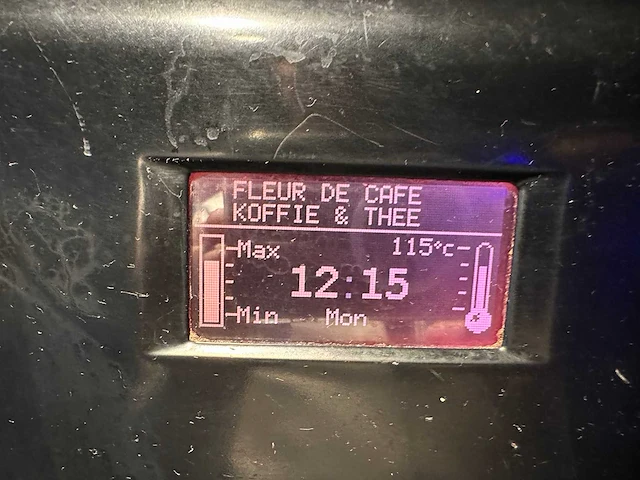 FLEUR DE CAFE
KOFFIE & THEE
Max 115°c
12:15
Min Mon